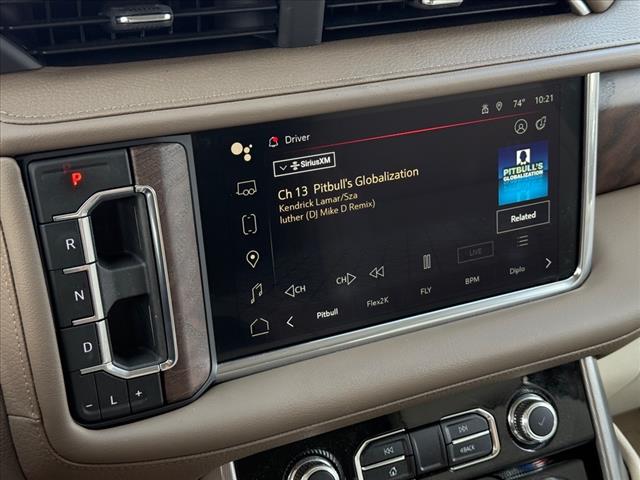 P
R
N
D
- L +
Driver
74° 10:21
SiriusXM
Ch 13 Pitbull's Globalization
Kendrick Lamar/Sza
luther (DJ Mike D Remix)
PITBULL'S
GLOBALIZATION
Related
CH
CH
LIVE
Pitbull Flex2K FLY BPM Diplo
BACK